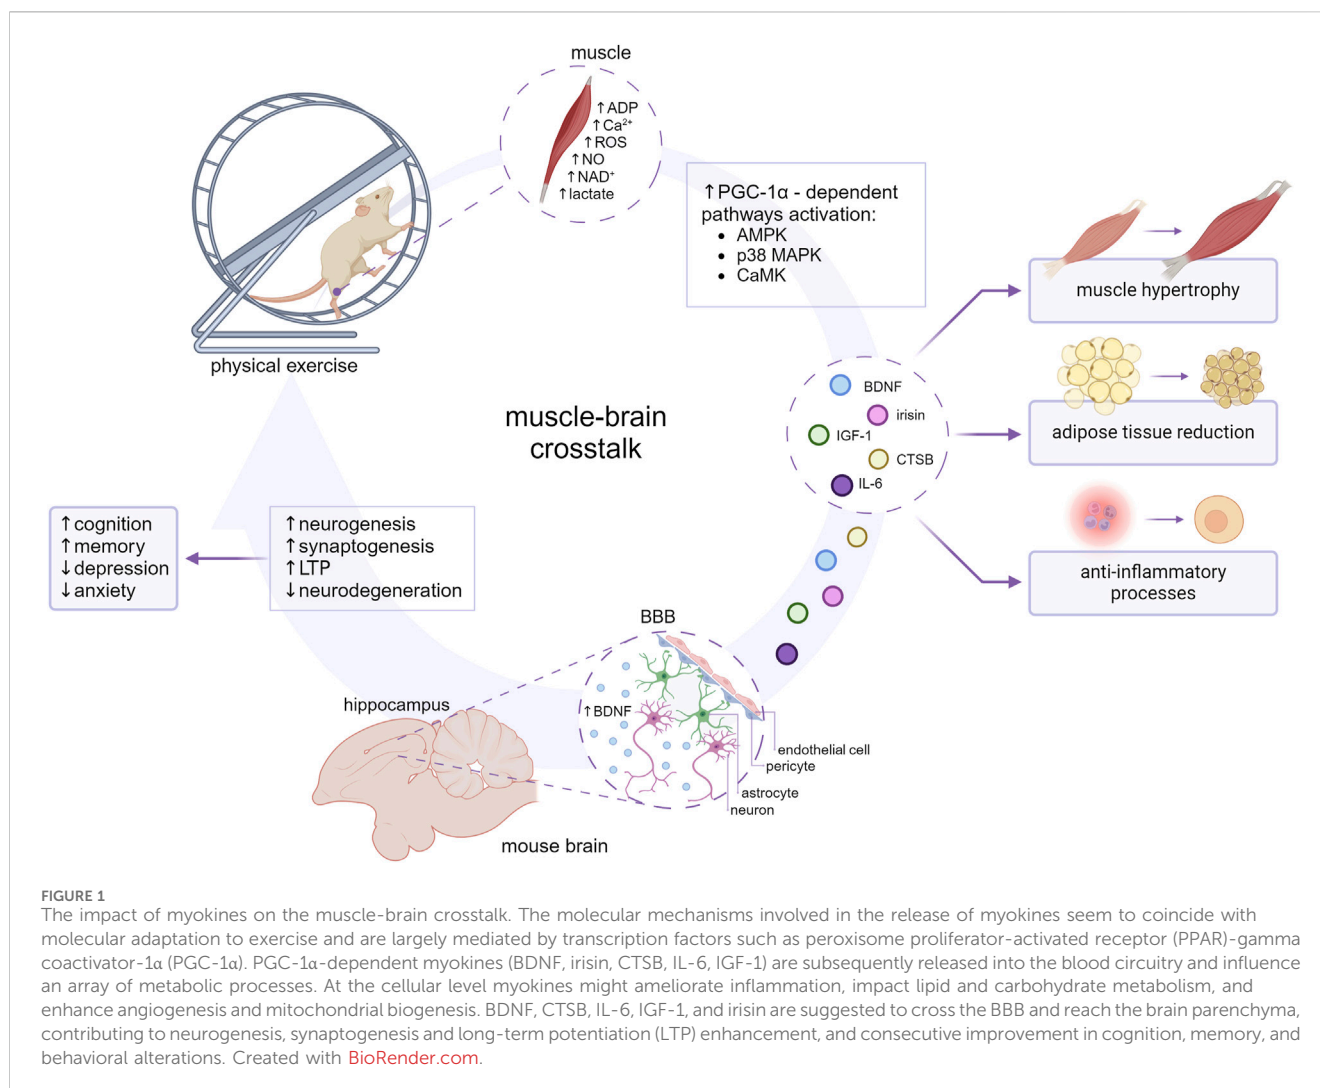 muscle
↑ADP
↑Ca²⁺
↑ROS
↑NO
↑NAD⁺
↑lactate
physical exercise
↑PGC-1α - dependent
pathways activation:
• AMPK
• p38 MAPK
• CaMK
muscle hypertrophy
adipose tissue reduction
anti-inflammatory
processes
BDNF
irisin
IGF-1
CTSB
IL-6
muscle-brain
crosstalk
↑cognition
↑memory
↓depression
↓anxiety
↑neurogenesis
↑synaptogenesis
↑LTP
↓neurodegeneration
BBB
↑BDNF
endothelial cell
pericyte
astrocyte
neuron
hippocampus
mouse brain
FIGURE 1
The impact of myokines on the muscle-brain crosstalk. The molecular mechanisms involved in the release of myokines seem to coincide with
molecular adaptation to exercise and are largely mediated by transcription factors such as peroxisome proliferator-activated receptor (PPAR)-gamma
coactivator-1α (PGC-1α). PGC-1α-dependent myokines (BDNF, irisin, CTSB, IL-6, IGF-1) are subsequently released into the blood circuitry and influence
an array of metabolic processes. At the cellular level myokines might ameliorate inflammation, impact lipid and carbohydrate metabolism, and
enhance angiogenesis and mitochondrial biogenesis. BDNF, CTSB, IL-6, IGF-1, and irisin are suggested to cross the BBB and reach the brain parenchyma,
contributing to neurogenesis, synaptogenesis and long-term potentiation (LTP) enhancement, and consecutive improvement in cognition, memory, and
behavioral alterations. Created with BioRender.com.